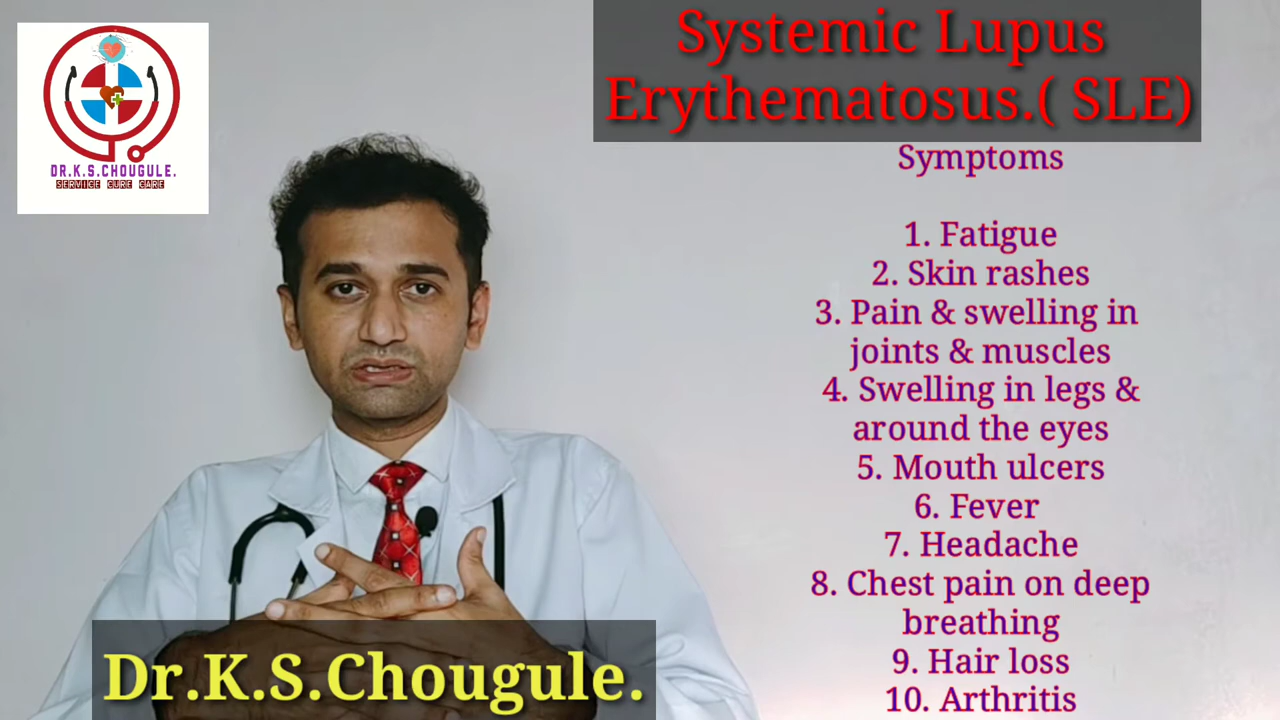 DR.K.S.CHOUGULE.
SERVICE CURE CARE
Systemic Lupus
Erythematosus.( SLE)
Symptoms
1. Fatigue
2. Skin rashes
3. Pain & swelling in
joints & muscles
4. Swelling in legs &
around the eyes
5. Mouth ulcers
6. Fever
7. Headache
8. Chest pain on deep
breathing
9. Hair loss
10. Arthritis
Dr.K.S.Chougule.